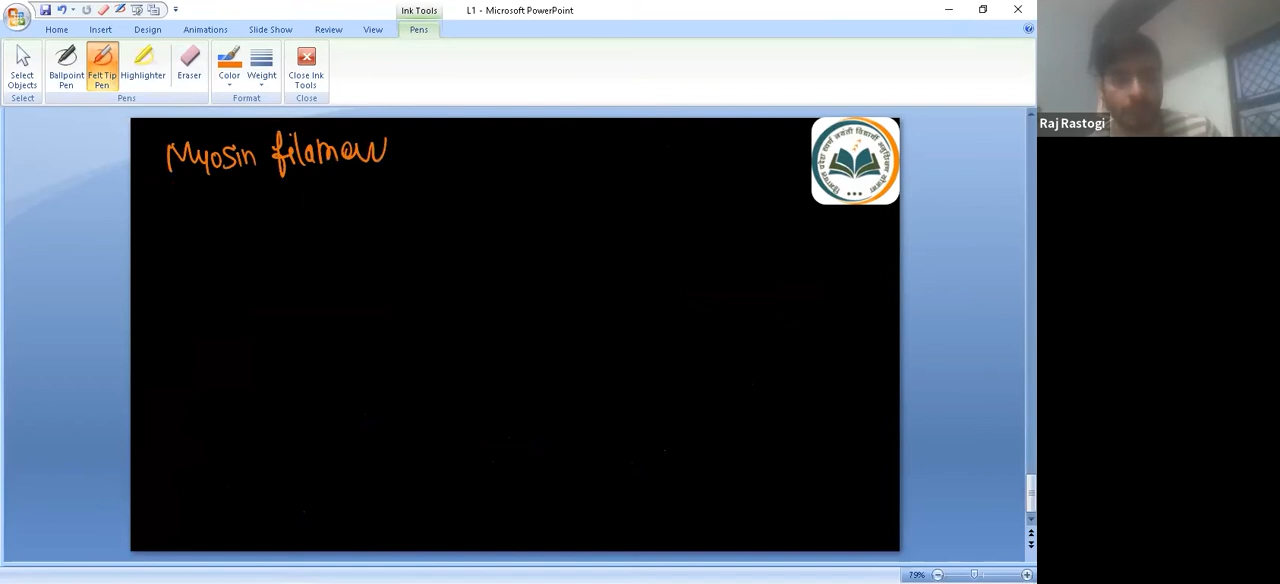 L1 - Microsoft PowerPoint
Ink Tools
Home Insert Design Animations Slide Show Review View Pens
Select Objects
Ballpoint Pen
Felt Tip Pen
Highlighter
Eraser
Color
Weight
Close Ink Tools
Select Pens Format Close
Raj Rastogi
Myosin filamen
79%